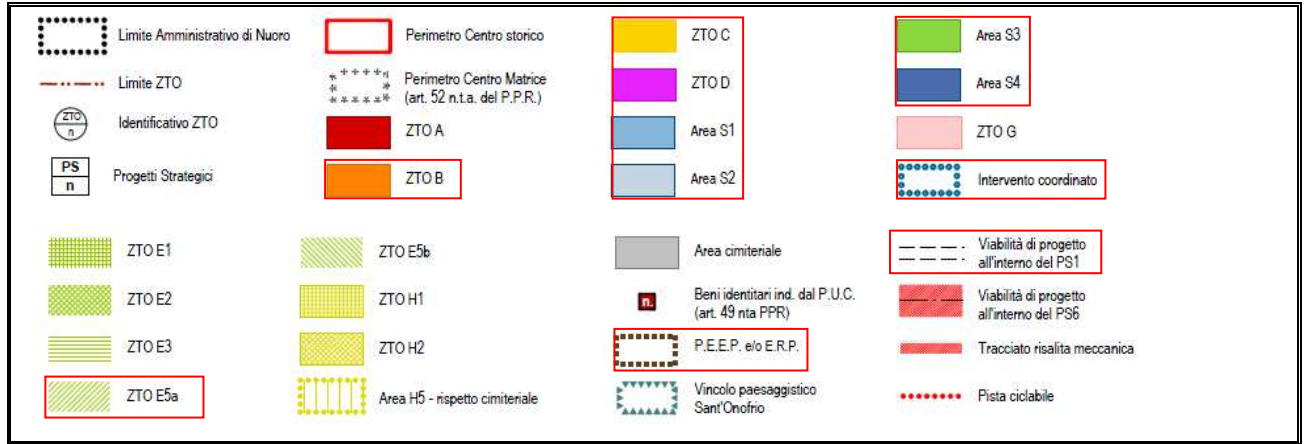 Limite Amministrativo di Nuoro
Limite ZTO
ZTO
n
Identificativo ZTO
PS
n
Progetti Strategici
Perimetro Centro storico
Perimetro Centro Matrice
(art. 52 n.t.a. del P.P.R.)
ZTO A
ZTO B
ZTO C
ZTO D
Area S1
Area S2
Area S3
Area S4
ZTO G
Intervento coordinato
ZTO E1
ZTO E2
ZTO E3
ZTO E5a
ZTO E5b
ZTO H1
ZTO H2
Area H5 - rispetto cimiteriale
Area cimiteriale
n.
Beni identitari ind. dal P.U.C.
(art. 49 nta PPR)
P.E.E.P. e/o E.R.P.
Vincolo paesaggistico
Sant'Onofrio
Viabilità di progetto
all'interno del PS1
Viabilità di progetto
all'interno del PS6
Tracciato risalita meccanica
Pista ciclabile